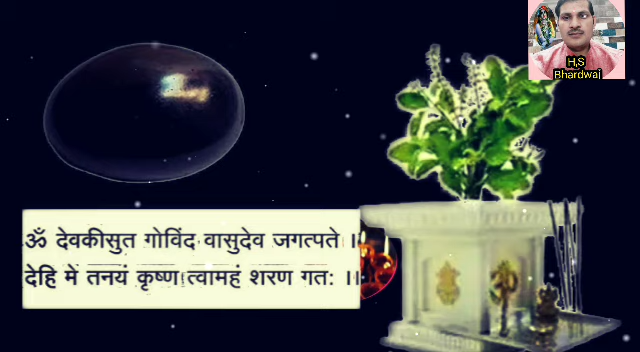 H,S
Bhardwaj
ॐ देवकीसुत गोविंद वासुदेव जगत्पते ।
देहि में तनयं कृष्ण त्वामहं शरण गतः ।।